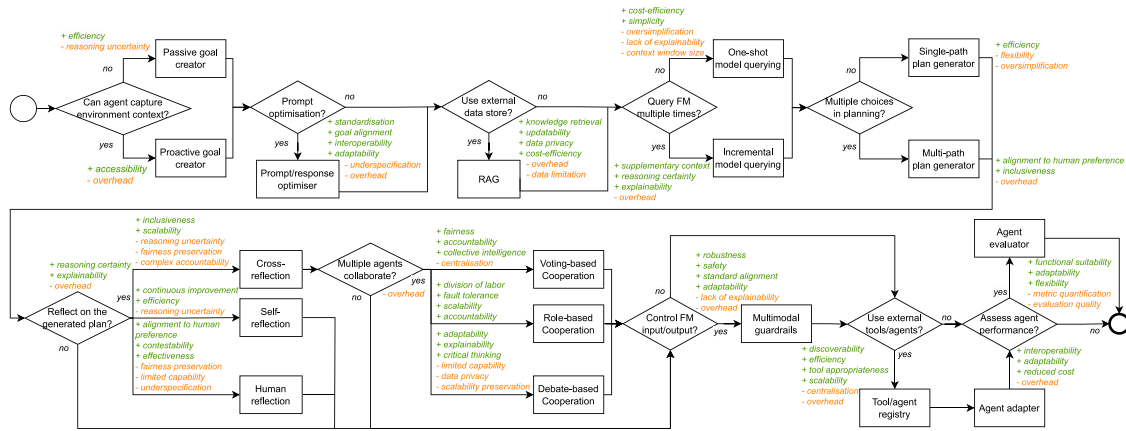 + efficiency
- reasoning uncertainty
Passive goal
creator
no
Can agent capture
environment context?
yes
+ accessibility
- overhead
Proactive goal
creator
Prompt
optimisation?
no
yes
+ standardisation
+ goal alignment
+ interoperability
+ adaptability
- underspecification
- overhead
Prompt/response
optimiser
Use external
data store?
no
yes
+ knowledge retrieval
+ updatability
+ data privacy
+ cost-efficiency
- overhead
- data limitation
RAG
+ cost-efficiency
+ simplicity
- oversimplification
- lack of explainability
- context window size
no
Query FM
multiple times?
yes
+ supplementary context
+ reasoning certainty
+ explainability
- overhead
One-shot
model querying
Incremental
model querying
no
Multiple choices
in planning?
yes
Single-path
plan generator
+ efficiency
- flexibility
- oversimplification
Multi-path
plan generator
+ alignment to human preference
+ inclusiveness
- overhead
+ reasoning certainty
+ explainability
- overhead
yes
Reflect on the
generated plan?
no
+ inclusiveness
+ scalability
- reasoning uncertainty
- fairness preservation
- complex accountability
Cross-
reflection
+ continuous improvement
+ efficiency
- reasoning uncertainty
Self-
reflection
+ alignment to human
preference
+ contestability
+ effectiveness
- fairness preservation
- limited capability
- underspecification
Human
reflection
Multiple agents
collaborate?
yes
- overhead
no
+ fairness
+ accountability
+ collective intelligence
- centralisation
Voting-based
Cooperation
+ division of labor
+ fault tolerance
+ scalability
+ accountability
Role-based
Cooperation
+ adaptability
+ explainability
+ critical thinking
- limited capability
- data privacy
- scalability preservation
Debate-based
Cooperation
no
Control FM
input/output?
yes
+ robustness
+ safety
+ standard alignment
+ adaptability
- lack of explainability
- overhead
Multimodal
guardrails
Use external
tools/agents?
no
yes
+ discoverability
+ efficiency
+ tool appropriateness
+ scalability
- centralisation
- overhead
Tool/agent
registry
Agent adapter
+ interoperability
+ adaptability
+ reduced cost
- overhead
Assess agent
performance?
yes
no
Agent
evaluator
+ functional suitability
+ adaptability
+ flexibility
- metric quantification
- evaluation quality